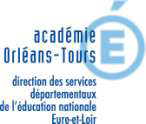 académie
Orléans-Tours
É
direction des services
départementaux
de l'éducation nationale
Eure-et-Loir